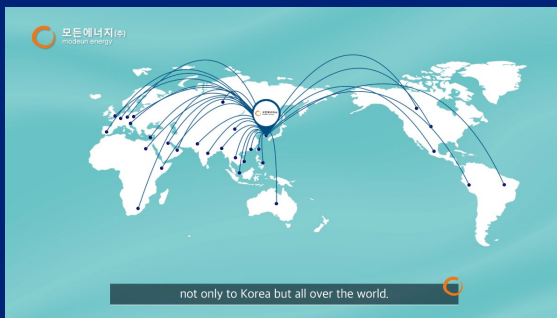 모든에너지(주)
modeun energy
not only to Korea but all over the world.